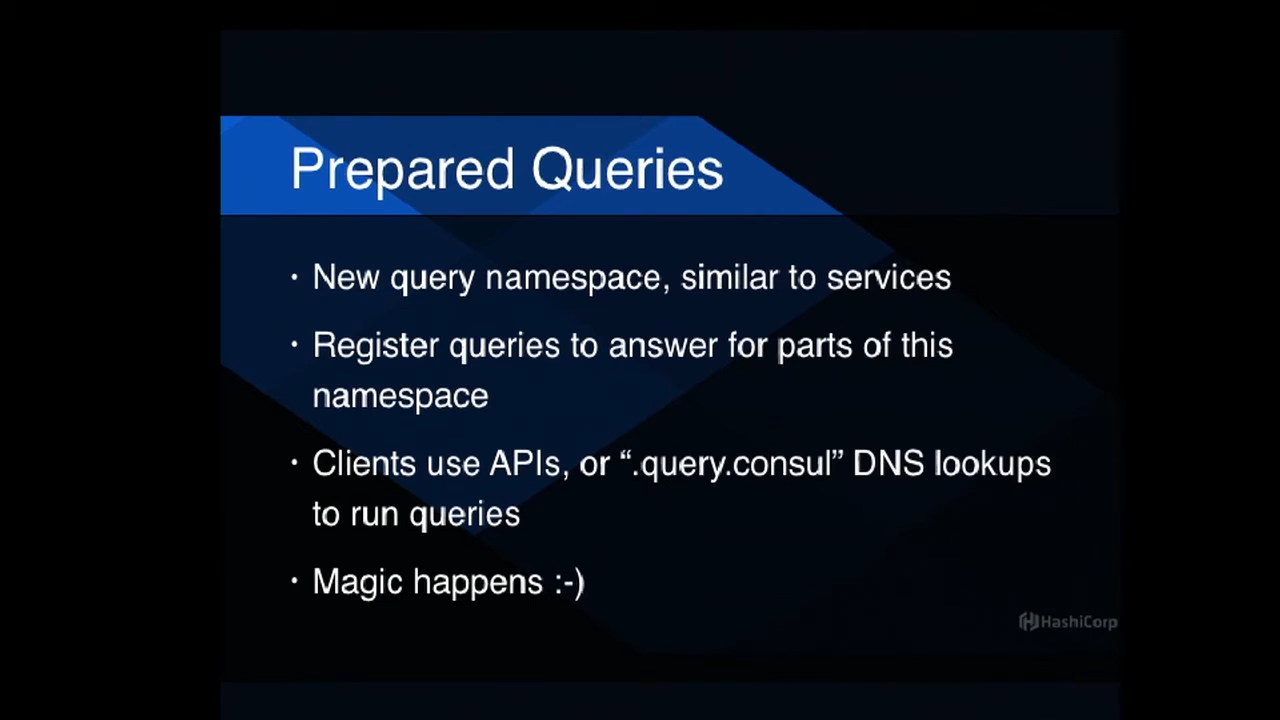 Prepared Queries
• New query namespace, similar to services
• Register queries to answer for parts of this
namespace
• Clients use APIs, or “.query.consul” DNS lookups
to run queries
• Magic happens :-)
HashiCorp